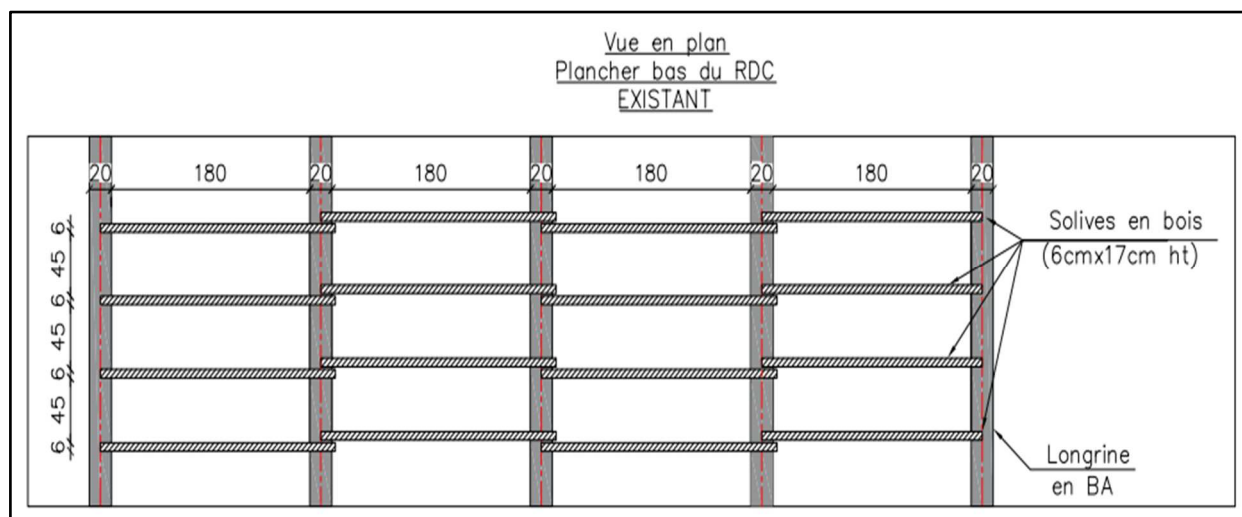 Vue en plan
Plancher bas du RDC
EXISTANT
20 180 20 180 20 180 20 180 20
Solives en bois
(6cmx17cm ht)
6
45
6
45
6
45
6
Longrine
en BA